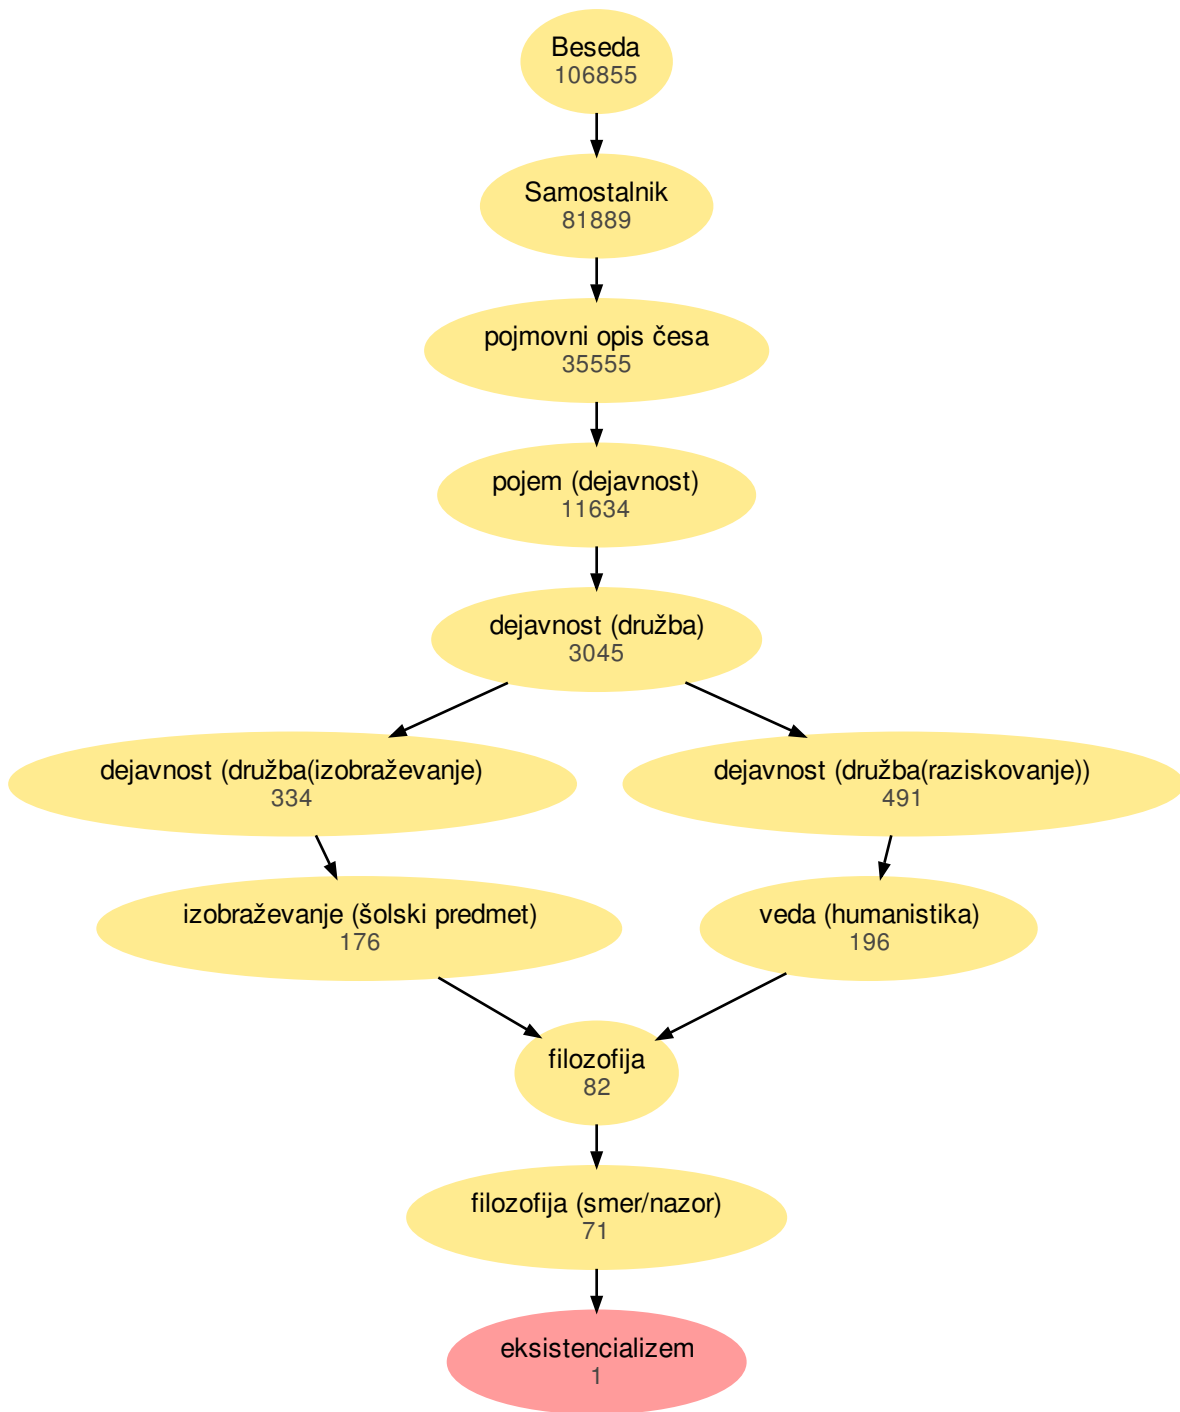 Beseda
106855
Samostalnik
81889
pojmovni opis česa
35555
pojem (dejavnost)
11634
dejavnost (družba)
3045
dejavnost (družba(izobraževanje)
334
dejavnost (družba(raziskovanje))
491
izobraževanje (šolski predmet)
176
veda (humanistika)
196
filozofija
82
filozofija (smer/nazor)
71
eksistencializem
1